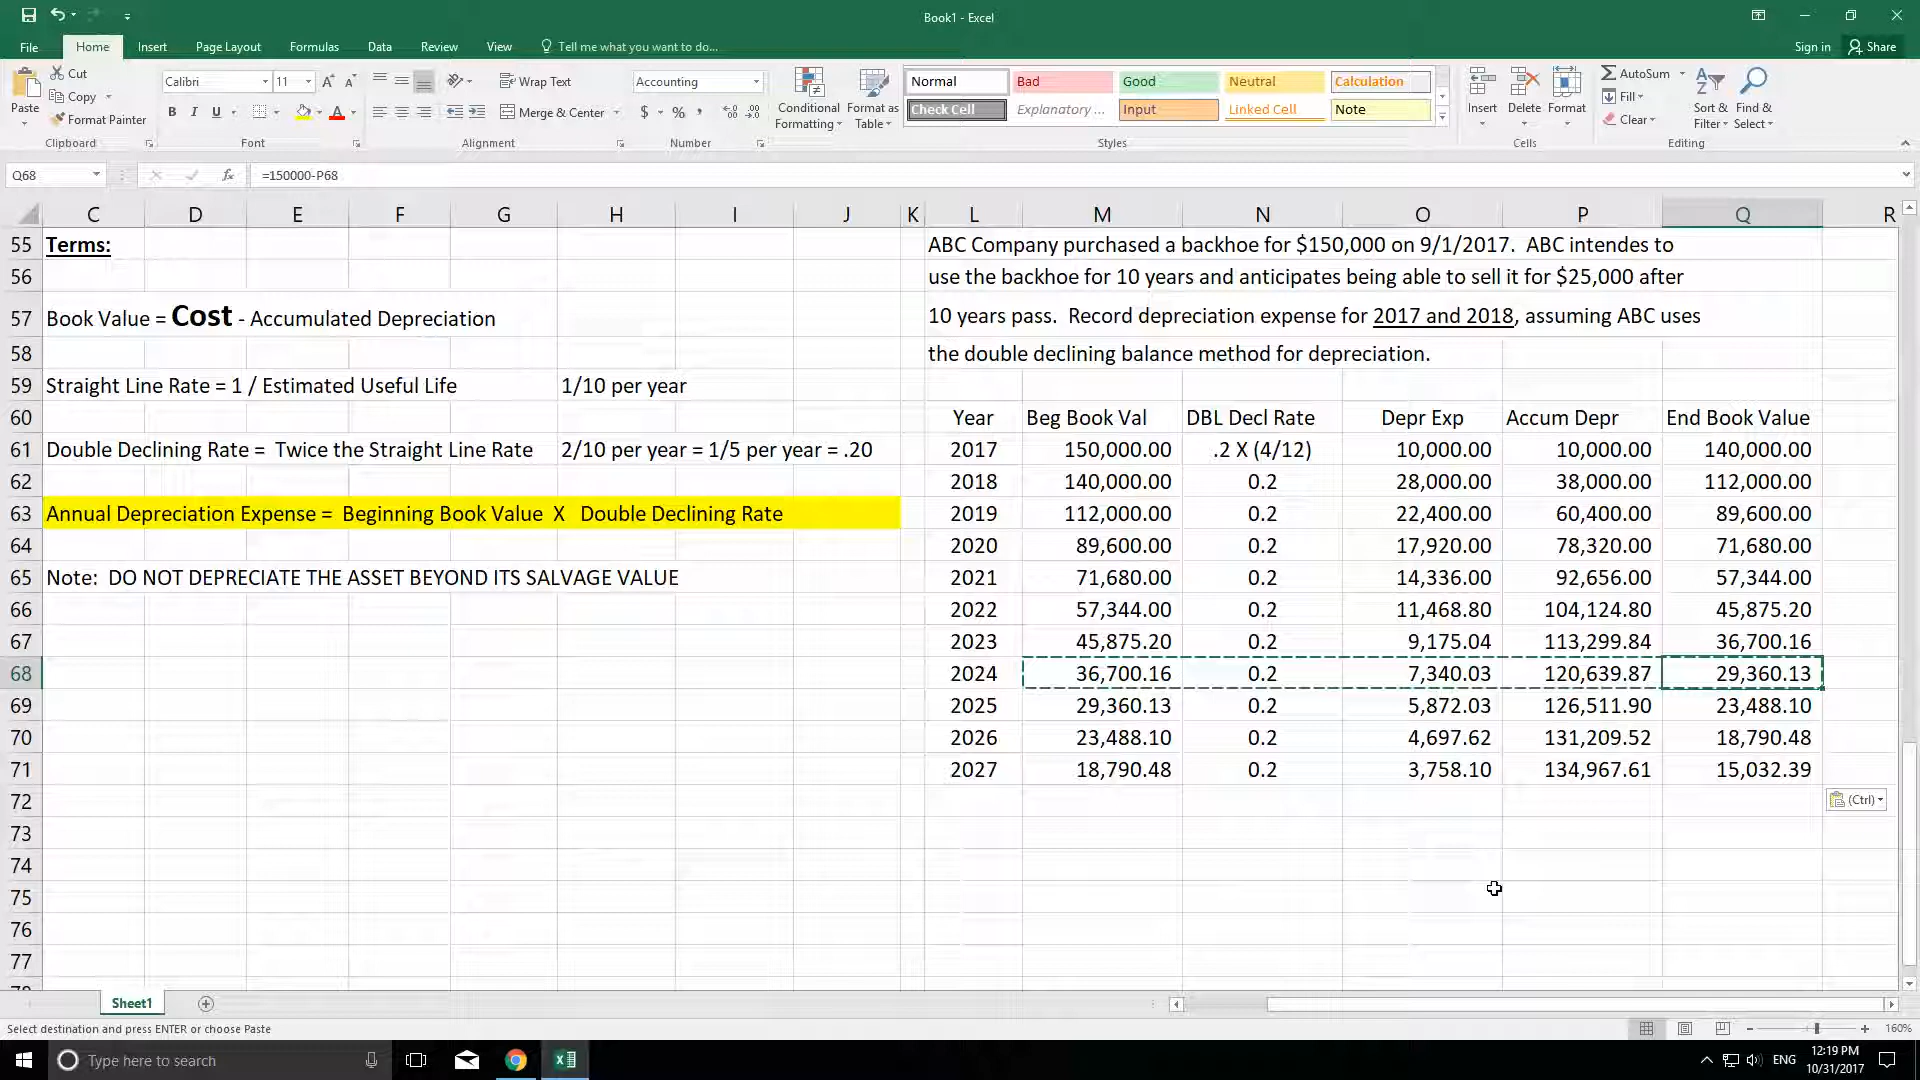 Book1 - Excel
File Home Insert Page Layout Formulas Data Review View Tell me what you want to do... Sign in Share
Paste Cut Copy Format Painter Clipboard
Calibri 11 B I U Font
Wrap Text Merge & Center Alignment
Accounting $ % Number
Conditional Formatting Format as Table
Normal Bad Good Neutral Calculation
Check Cell Explanatory ... Input Linked Cell Note
Styles
Insert Delete Format Cells
AutoSum Fill Clear Sort & Filter Find & Select Editing
Q68 fx =150000-P68
C D E F G H I J K L M N O P Q R
55 Terms: ABC Company purchased a backhoe for $150,000 on 9/1/2017. ABC intendes to
56 use the backhoe for 10 years and anticipates being able to sell it for $25,000 after
57 Book Value = Cost - Accumulated Depreciation 10 years pass. Record depreciation expense for 2017 and 2018, assuming ABC uses
58 the double declining balance method for depreciation.
59 Straight Line Rate = 1 / Estimated Useful Life 1/10 per year
60 Year Beg Book Val DBL Decl Rate Depr Exp Accum Depr End Book Value
61 Double Declining Rate = Twice the Straight Line Rate 2/10 per year = 1/5 per year = .20 2017 150,000.00 .2 X (4/12) 10,000.00 10,000.00 140,000.00
62 2018 140,000.00 0.2 28,000.00 38,000.00 112,000.00
63 Annual Depreciation Expense = Beginning Book Value X Double Declining Rate 2019 112,000.00 0.2 22,400.00 60,400.00 89,600.00
64 2020 89,600.00 0.2 17,920.00 78,320.00 71,680.00
65 Note: DO NOT DEPRECIATE THE ASSET BEYOND ITS SALVAGE VALUE 2021 71,680.00 0.2 14,336.00 92,656.00 57,344.00
66 2022 57,344.00 0.2 11,468.80 104,124.80 45,875.20
67 2023 45,875.20 0.2 9,175.04 113,299.84 36,700.16
68 2024 36,700.16 0.2 7,340.03 120,639.87 29,360.13
69 2025 29,360.13 0.2 5,872.03 126,511.90 23,488.10
70 2026 23,488.10 0.2 4,697.62 131,209.52 18,790.48
71 2027 18,790.48 0.2 3,758.10 134,967.61 15,032.39
72 (Ctrl)
73
74
75
76
77
Sheet1
Select destination and press ENTER or choose Paste 160%
Type here to search ENG 12:19 PM
10/31/2017